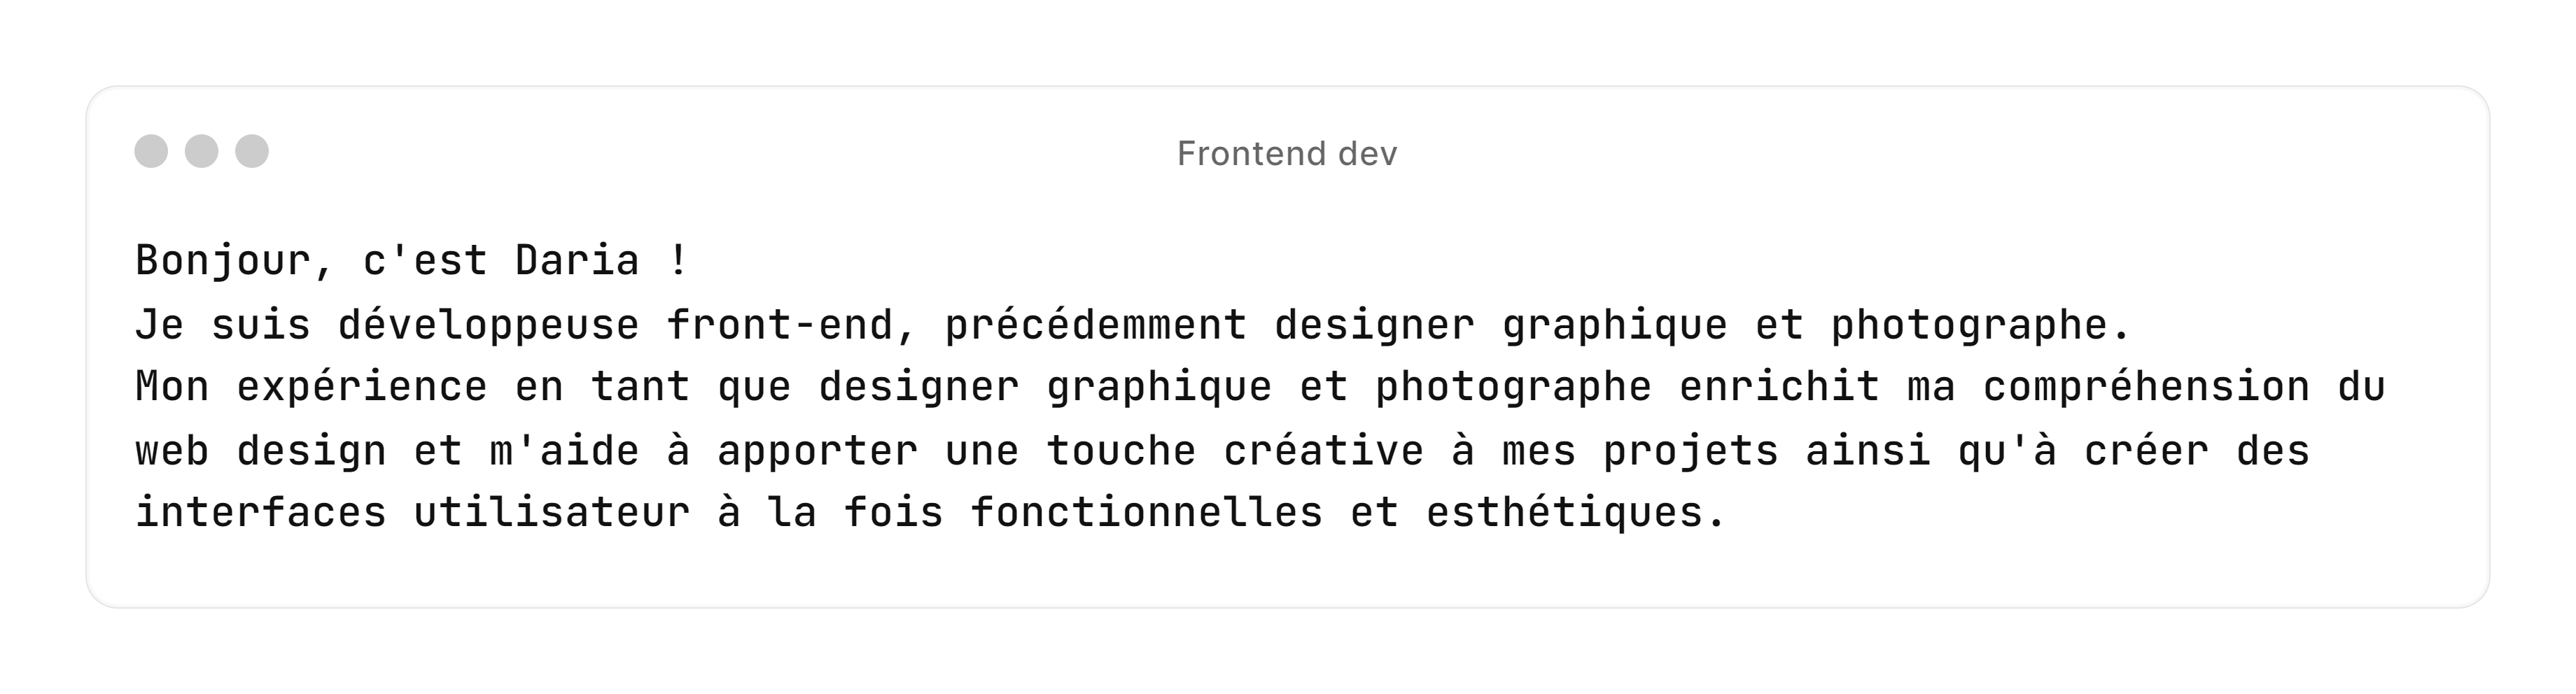 Frontend dev
Bonjour, c'est Daria !
Je suis développeuse front-end, précédemment designer graphique et photographe.
Mon expérience en tant que designer graphique et photographe enrichit ma compréhension du
web design et m'aide à apporter une touche créative à mes projets ainsi qu'à créer des
interfaces utilisateur à la fois fonctionnelles et esthétiques.